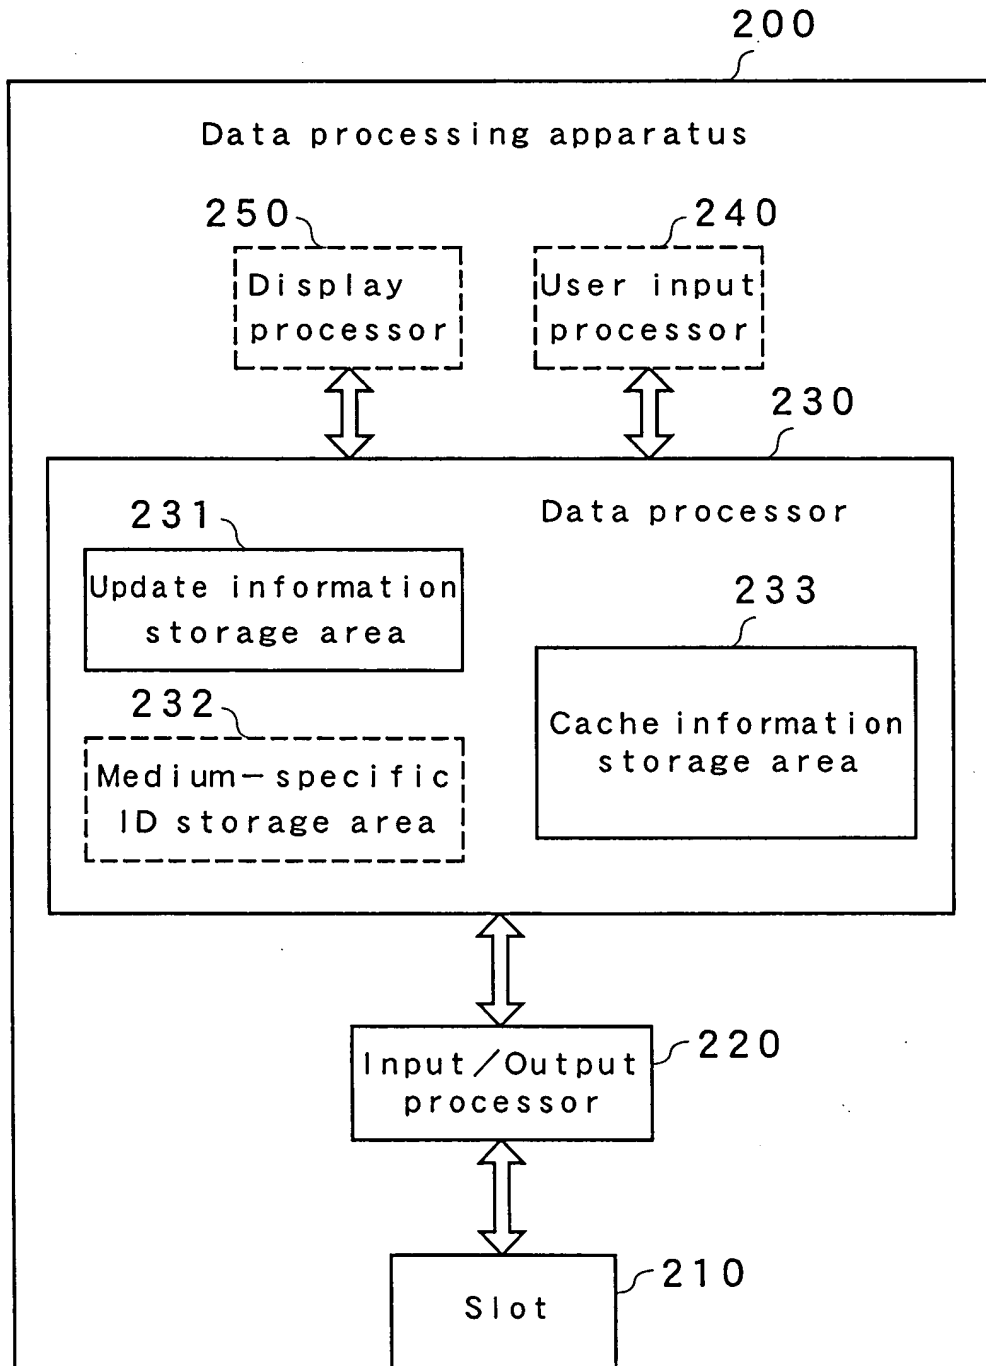 200
Data processing apparatus
250
240
Display
processor
User input
processor
230
Data processor
231
Update information
storage area
233
Cache information
storage area
232
Medium-specific
ID storage area
220
Input/Output
processor
210
Slot